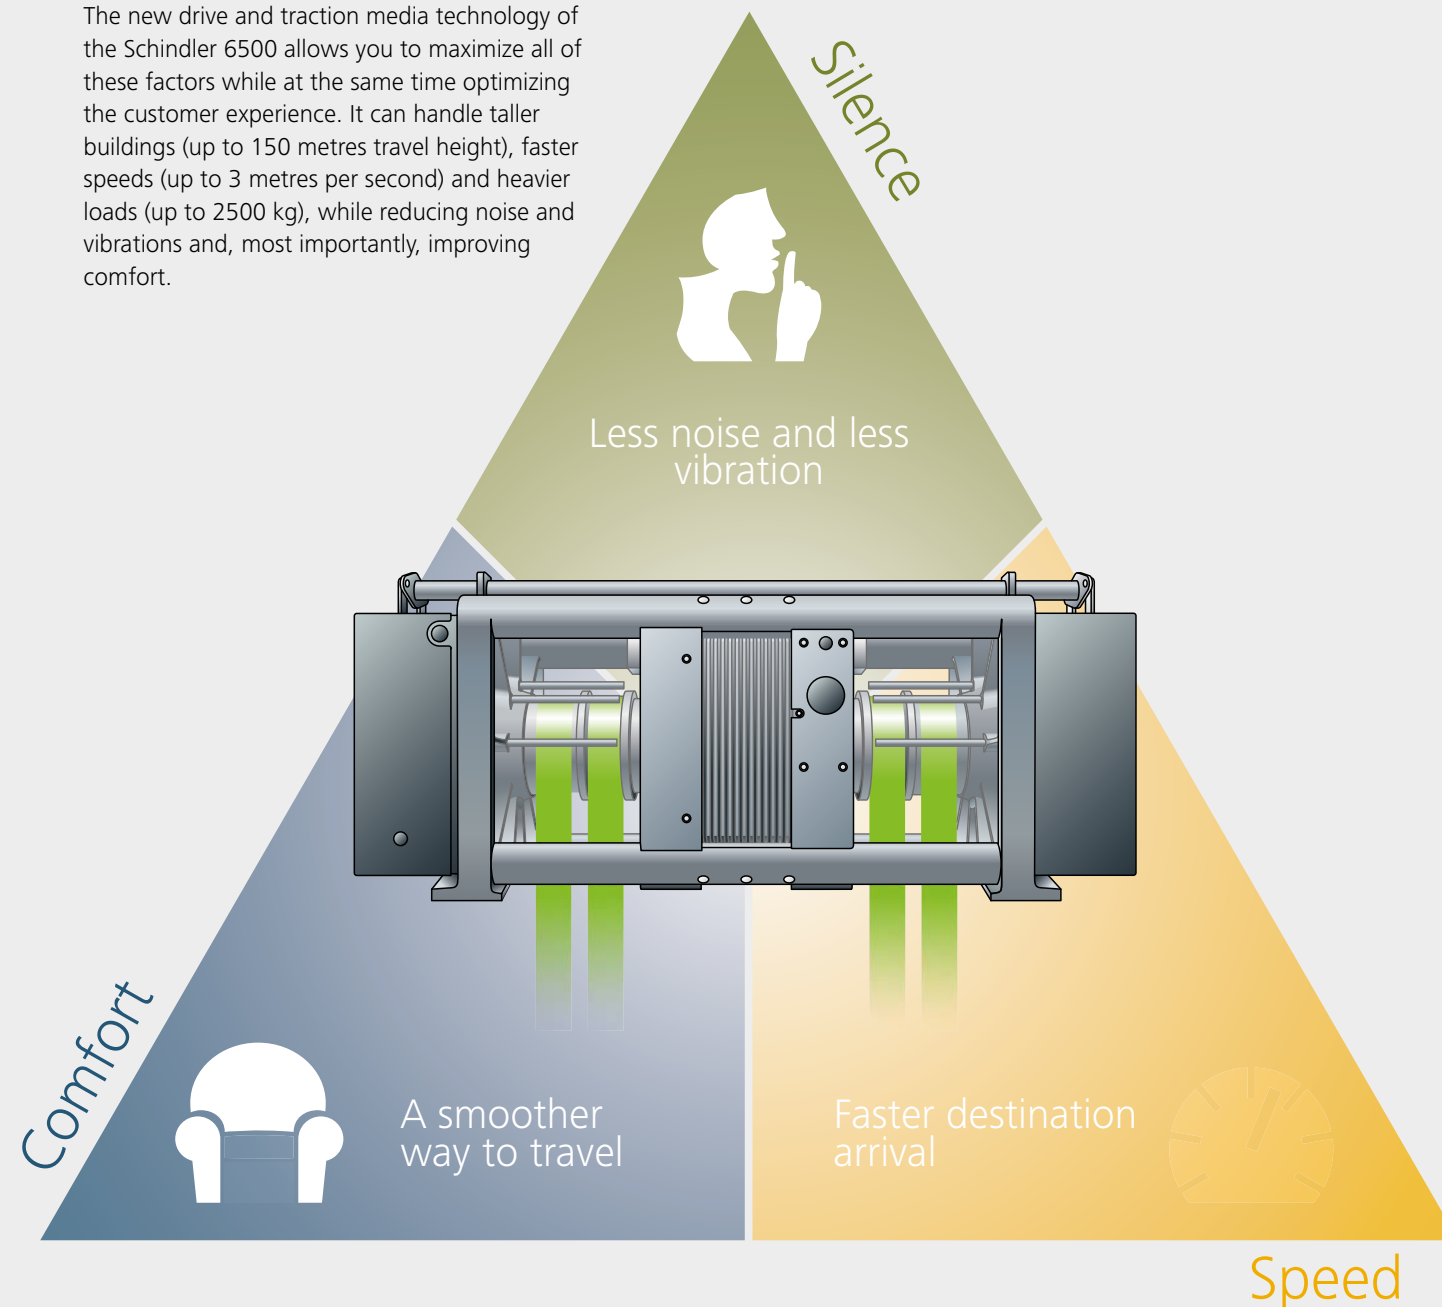 The new drive and traction media technology of
the Schindler 6500 allows you to maximize all of
these factors while at the same time optimizing
the customer experience. It can handle taller
buildings (up to 150 metres travel height), faster
speeds (up to 3 metres per second) and heavier
loads (up to 2500 kg), while reducing noise and
vibrations and, most importantly, improving
comfort.
Silence
Less noise and less
vibration
Comfort
A smoother
way to travel
Faster destination
arrival
Speed